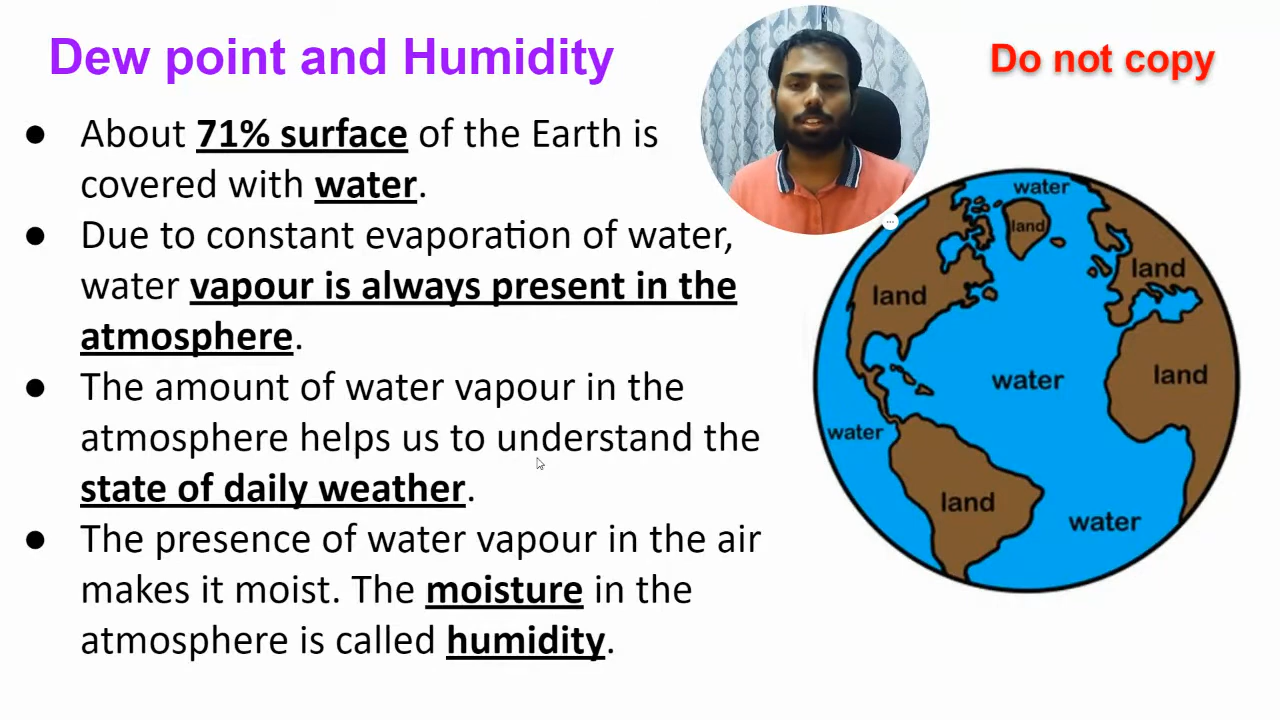 Dew point and Humidity
Do not copy
● About 71% surface of the Earth is
covered with water.
● Due to constant evaporation of water,
water vapour is always present in the
atmosphere.
● The amount of water vapour in the
atmosphere helps us to understand the
state of daily weather.
● The presence of water vapour in the air
makes it moist. The moisture in the
atmosphere is called humidity.
water
land
land
land
water
land
water
land
water